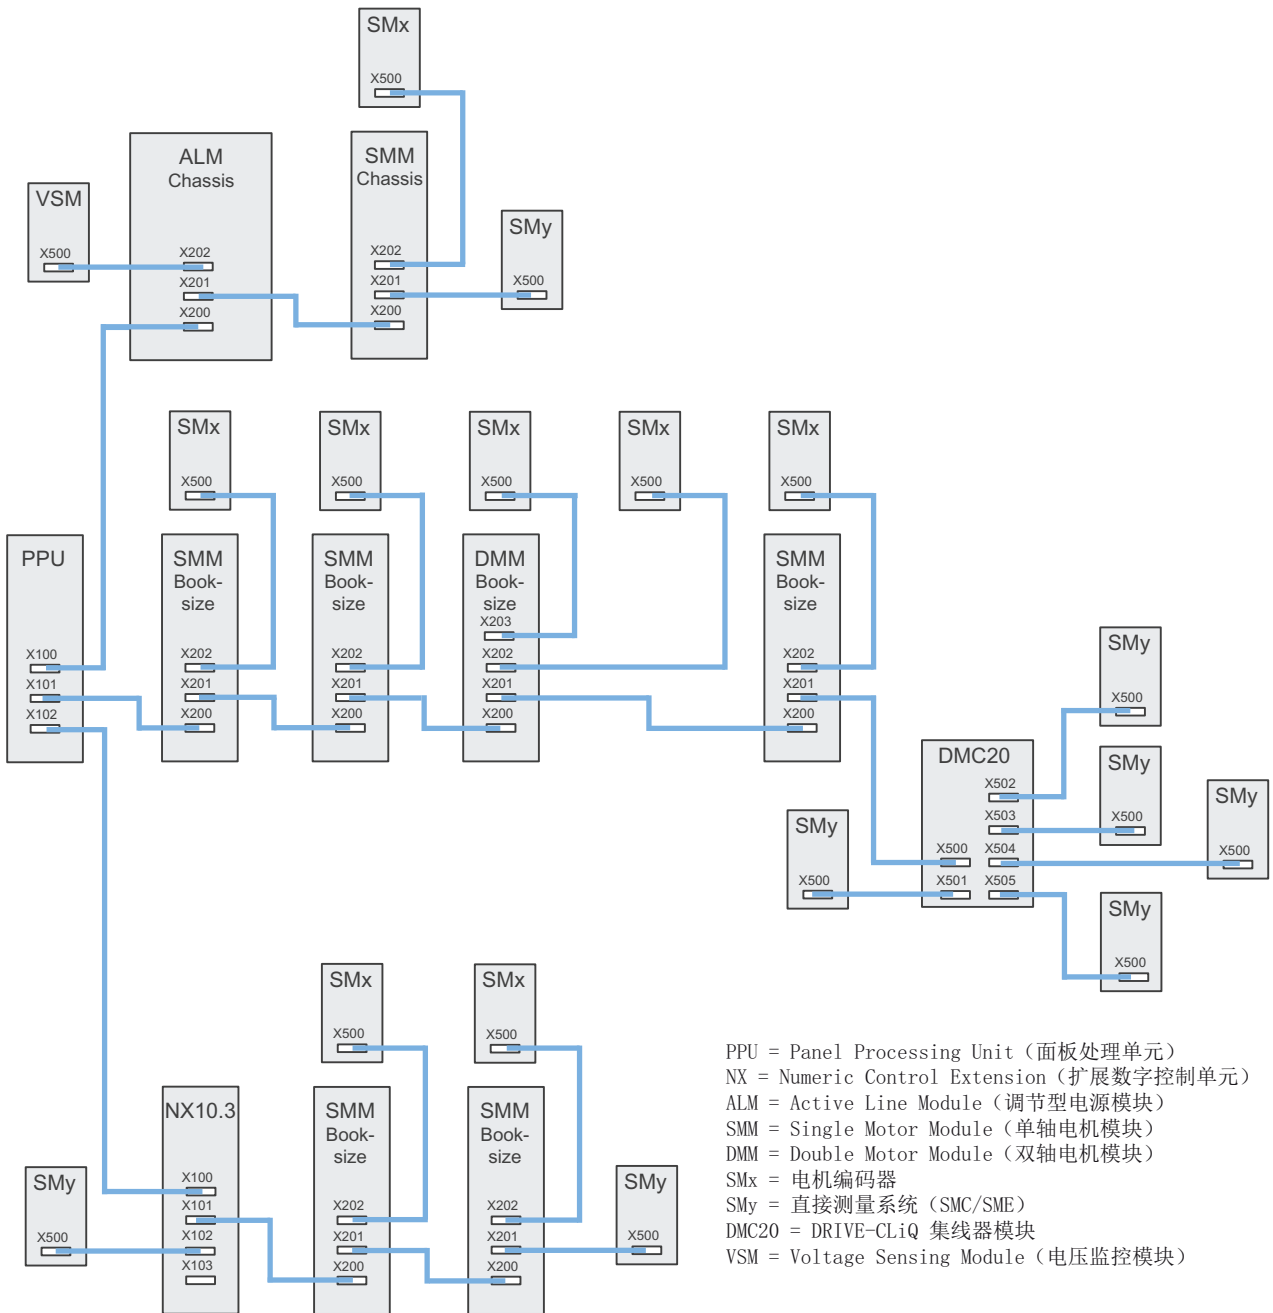 SMx
X500
ALM
Chassis
X202
X201
X200
SMM
Chassis
X202
X201
X200
VSM
X500
SMy
X500
SMx
X500
SMx
X500
SMx
X500
SMx
X500
SMx
X500
PPU
X100
X101
X102
SMM
Book-
size
X202
X201
X200
SMM
Book-
size
X202
X201
X200
DMM
Book-
size
X203
X202
X201
X200
SMM
Book-
size
X202
X201
X200
SMy
X500
DMC20
X502
X503
X500 X504
X501 X505
SMy
X500
SMy
X500
SMy
X500
SMy
X500
SMx
X500
SMx
X500
NX10.3
X100
X101
X102
X103
SMM
Book-
size
X202
X201
X200
SMM
Book-
size
X202
X201
X200
SMy
X500
SMy
X500
PPU = Panel Processing Unit（面板处理单元）
NX = Numeric Control Extension（扩展数字控制单元）
ALM = Active Line Module（调节型电源模块）
SMM = Single Motor Module（单轴电机模块）
DMM = Double Motor Module（双轴电机模块）
SMx = 电机编码器
SMy = 直接测量系统（SMC/SME）
DMC20 = DRIVE-CLiQ 集线器模块
VSM = Voltage Sensing Module（电压监控模块）